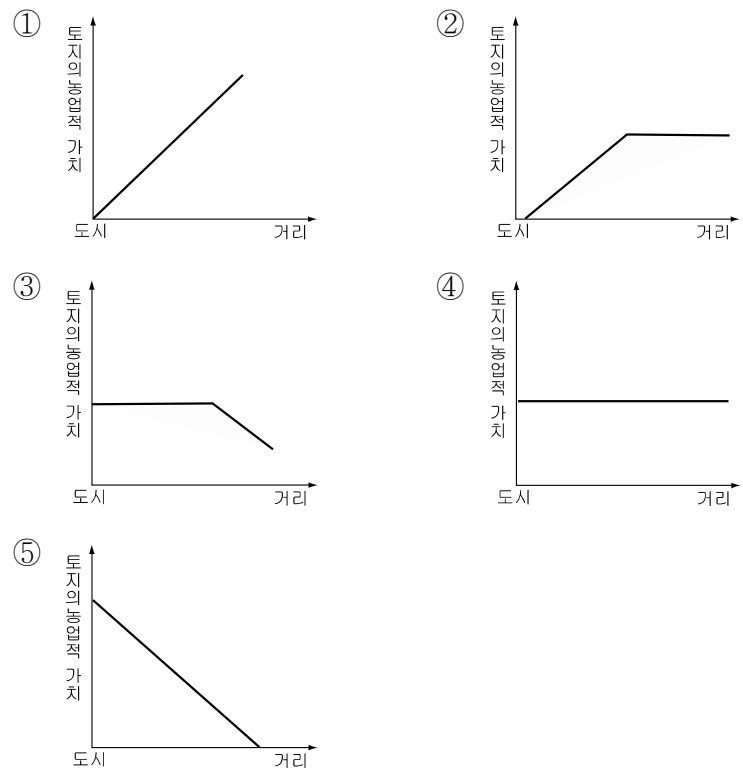 ①
토지의 농업적 가치
도시
거리
②
토지의 농업적 가치
도시
거리
③
토지의 농업적 가치
도시
거리
④
토지의 농업적 가치
도시
거리
⑤
토지의 농업적 가치
도시
거리